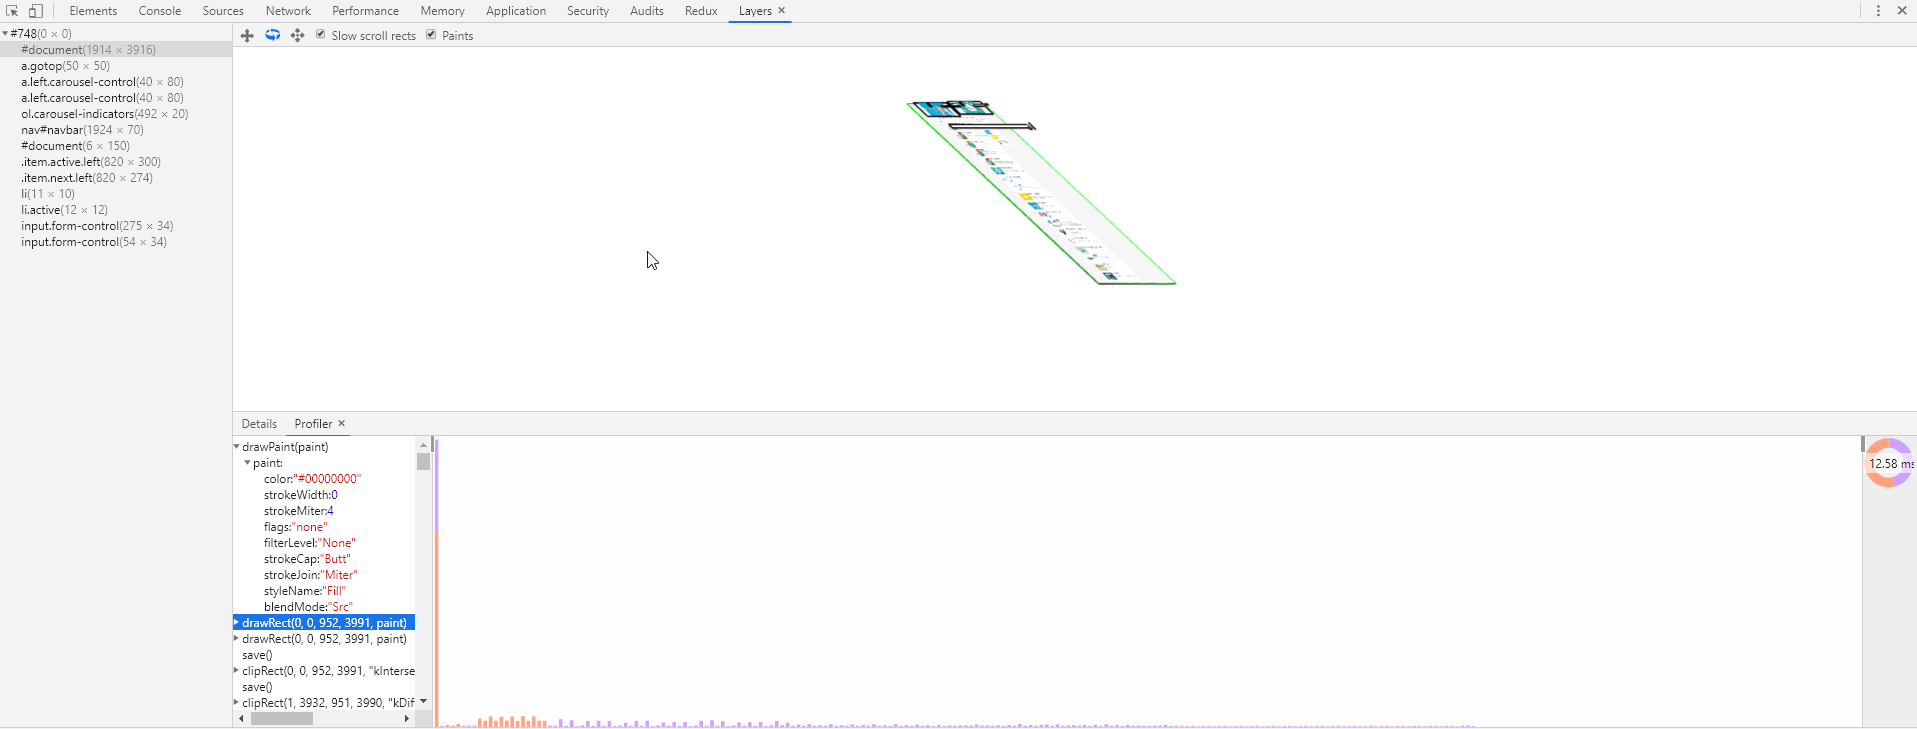 Elements Console Sources Network Performance Memory Application Security Audits Redux Layers ×
#748(0 × 0)
#document(1914 × 3916)
a.gotop(50 × 50)
a.left.carousel-control(40 × 80)
a.left.carousel-control(40 × 80)
ol.carousel-indicators(492 × 20)
nav#navbar(1924 × 70)
#document(6 × 150)
.item.active.left(820 × 300)
.item.next.left(820 × 274)
li(11 × 10)
li.active(12 × 12)
input.form-control(275 × 34)
input.form-control(54 × 34)
Slow scroll rects Paints
Details Profiler ×
drawPaint(paint)
paint:
color:"#00000000"
strokeWidth:0
strokeMiter:4
flags:"none"
filterLevel:"None"
strokeCap:"Butt"
strokeJoin:"Miter"
styleName:"Fill"
blendMode:"Src"
drawRect(0, 0, 952, 3991, paint)
drawRect(0, 0, 952, 3991, paint)
save()
clipRect(0, 0, 952, 3991, "kInterse
save()
clipRect(1, 3932, 951, 3990, "kDif
12.58 ms